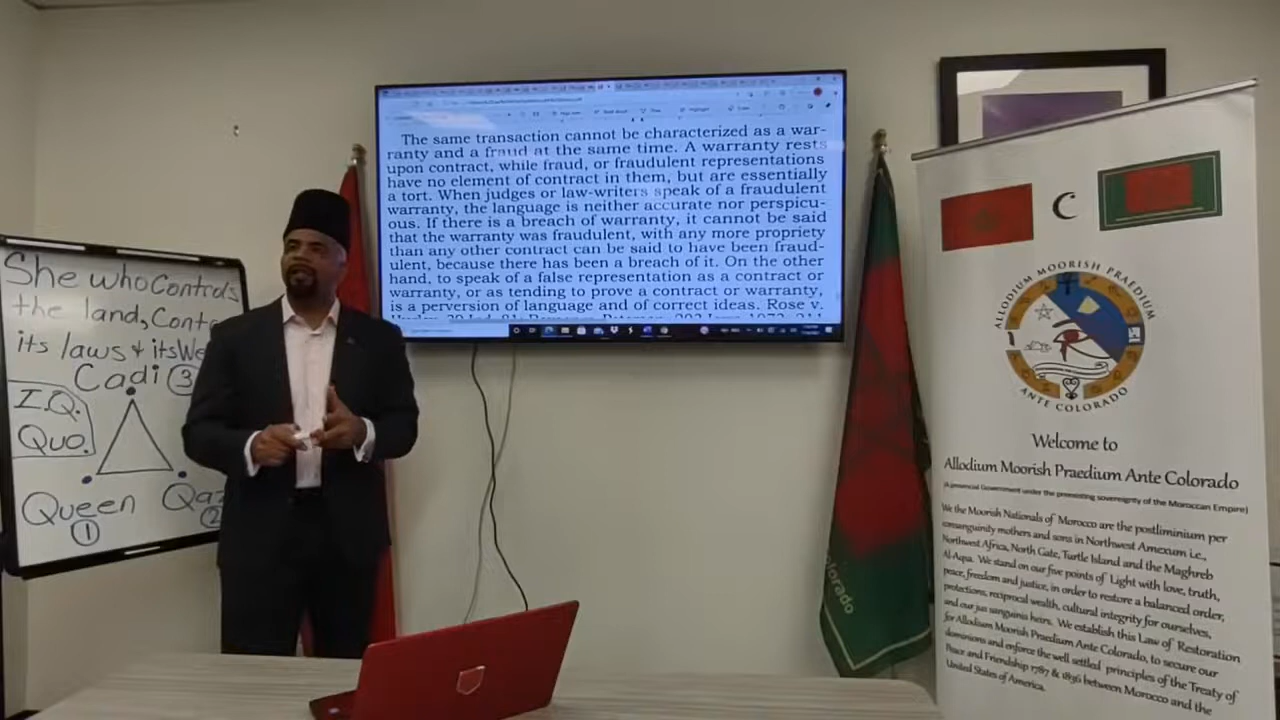 She who Controls
the land, Contr
its laws & its We
Cadi ③
I.Q.
Quo.
Queen
①
Qaz
②
The same transaction cannot be characterized as a war-
ranty and a fraud at the same time. A warranty rests
upon contract, while fraud, or fraudulent representations
have no element of contract in them, but are essentially
a tort. When judges or law-writers speak of a fraudulent
warranty, the language is neither accurate nor perspicu-
ous. If there is a breach of warranty, it cannot be said
that the warranty was fraudulent, with any more propriety
than any other contract can be said to have been fraud-
ulent, because there has been a breach of it. On the other
hand, to speak of a false representation as a contract or
warranty, or as tending to prove a contract or warranty,
is a perversion of language and of correct ideas. Rose v.
olorado
ALLODIUM MOORISH PRAEDIUM
ANTE COLORADO
Welcome to
Allodium Moorish Praedium Ante Colorado
(A provincial Government under the preexisting sovereignty of the Moroccan Empire)
We the Moorish Nationals of Morocco are the postliminium per
consanguinity mothers and sons in Northwest Amexum i.e.,
Northwest Africa, North Gate, Turtle Island and the Maghreb
Al-Aqsa. We stand on our five points of Light with love, truth,
peace, freedom and justice, in order to restore a balanced order,
protections, reciprocal wealth, cultural integrity for ourselves,
and our jus sanguinis heirs. We establish this Law of Restoration
for Allodium Moorish Praedium Ante Colorado, to secure our
dominions and enforce the well settled principles of the Treaty of
Peace and Friendship 1787 & 1836 between Morocco and the
United States of America.